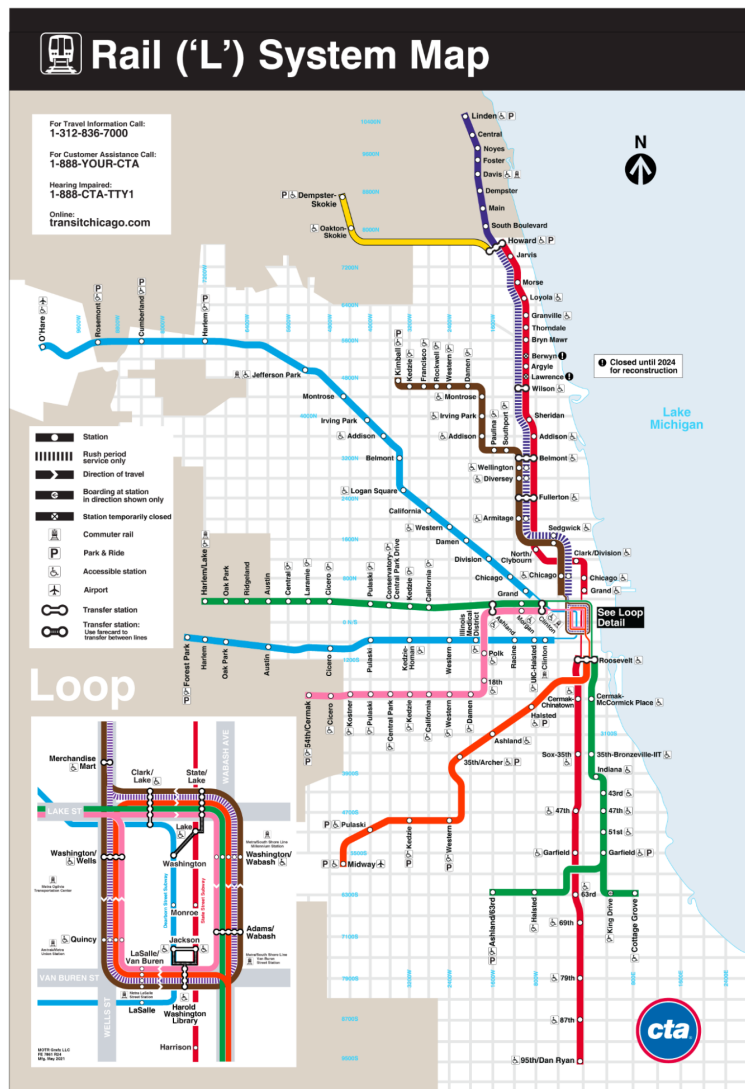 Rail (‘L’) System Map
For Travel Information Call:
1-312-836-7000
For Customer Assistance Call:
1-888-YOUR-CTA
Hearing Impaired:
1-888-CTA-TTY1
Online:
transitchicago.com
N
Linden P
Central
Noyes
Foster
Davis
Dempster
Main
South Boulevard
P Dempster-
Skokie
Oakton-
Skokie
Howard P
Jarvis
Morse
Loyola
Granville
Thorndale
Bryn Mawr
Berwyn !
Argyle
Lawrence !
Wilson
Sheridan
Addison
Belmont
Wellington
Diversey
Fullerton
Armitage
Sedgwick
North/
Clybourn
Clark/Division
Chicago
Chicago
Grand
! Closed until 2024
for reconstruction
Lake
Michigan
O'Hare
Rosemont P
Cumberland P
Harlem P
Jefferson Park
Montrose
Irving Park
Addison
Belmont
Logan Square
California
Western
Damen
Division
Chicago
Grand
Kimball P
Kedzie
Francisco
Rockwell
Western
Damen
Montrose
Irving Park
Addison
Paulina
Southport
Station
Rush period
service only
Direction of travel
Boarding at station
in direction shown only
Station temporarily closed
Commuter rail
P Park & Ride
Accessible station
Airport
Transfer station
Transfer station:
Use farecard to
transfer between lines
Harlem/Lake
Oak Park
Ridgeland
Austin
Central
Laramie
Cicero
Pulaski
Conservatory-
Central Park Drive
Kedzie
California
Ashland
Morgan
Clinton
See Loop
Detail
Forest Park P
Harlem
Oak Park
Austin
Cicero
Pulaski
Kedzie-
Homan
Western
Illinois
Medical
District
Racine
UIC-Halsted
Clinton
Polk
18th
54th/Cermak P
Cicero
Kostner
Pulaski
Central Park
Kedzie
California
Western
Damen
Roosevelt
Cermak-
Chinatown
Cermak-
McCormick Place
Halsted P
Ashland
35th/Archer P
Sox-35th
35th-Bronzeville-IIT
Indiana
43rd
47th
47th
51st
Garfield
Garfield P
P Pulaski
P Midway
Kedzie P
Western P
Ashland/63rd P
Halsted
63rd
King Drive
Cottage Grove
69th
79th
87th
95th/Dan Ryan
cta
Loop
Merchandise
Mart
Clark/
Lake
State/
Lake
WABASH AVE
LAKE ST
Lake
Washington/
Wells
Washington
Washington/
Wabash
Dearborn Street Subway
State Street Subway
Monroe
Adams/
Wabash
Quincy
Jackson
LaSalle/
Van Buren
VAN BUREN ST
LaSalle
Harold
Washington
Library
WELLS ST
Harrison